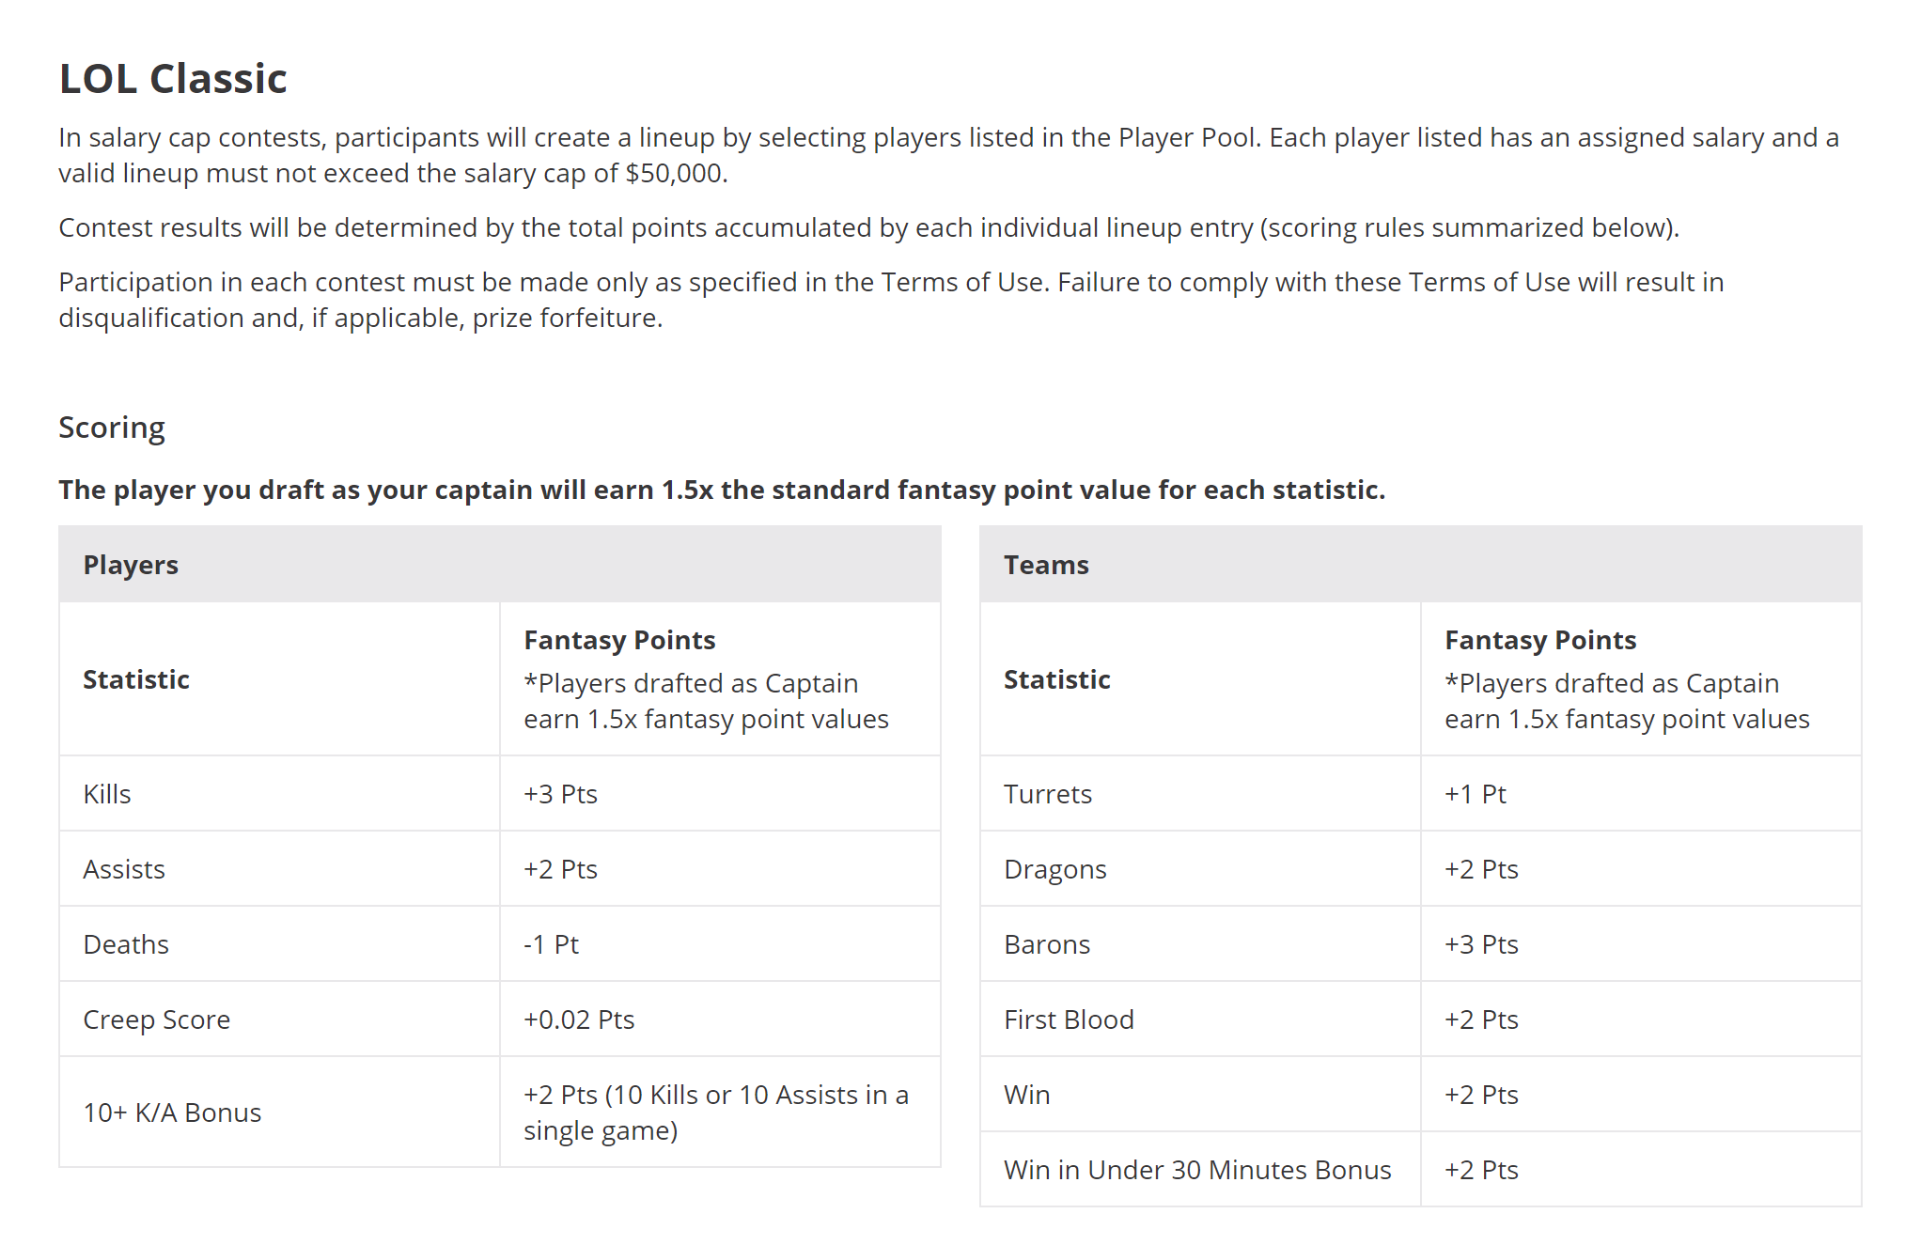 LOL Classic
In salary cap contests, participants will create a lineup by selecting players listed in the Player Pool. Each player listed has an assigned salary and a
valid lineup must not exceed the salary cap of $50,000.
Contest results will be determined by the total points accumulated by each individual lineup entry (scoring rules summarized below).
Participation in each contest must be made only as specified in the Terms of Use. Failure to comply with these Terms of Use will result in
disqualification and, if applicable, prize forfeiture.
Scoring
The player you draft as your captain will earn 1.5x the standard fantasy point value for each statistic.
Players
Statistic
Fantasy Points
*Players drafted as Captain
earn 1.5x fantasy point values
Kills
+3 Pts
Assists
+2 Pts
Deaths
-1 Pt
Creep Score
+0.02 Pts
10+ K/A Bonus
+2 Pts (10 Kills or 10 Assists in a
single game)
Teams
Statistic
Fantasy Points
*Players drafted as Captain
earn 1.5x fantasy point values
Turrets
+1 Pt
Dragons
+2 Pts
Barons
+3 Pts
First Blood
+2 Pts
Win
+2 Pts
Win in Under 30 Minutes Bonus
+2 Pts